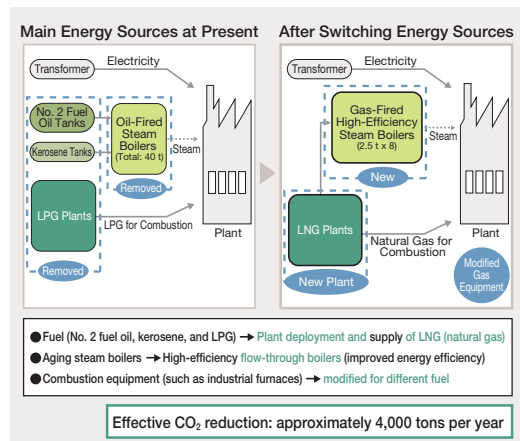 Main Energy Sources at Present
Transformer
Electricity
No. 2 Fuel
Oil Tanks
Kerosene Tanks
Oil-Fired
Steam
Boilers
(Total: 40 t)
Removed
Steam
LPG Plants
LPG for Combustion
Plant
Removed
After Switching Energy Sources
Transformer
Electricity
Gas-Fired
High-Efficiency
Steam Boilers
(2.5 t x 8)
Steam
New
LNG Plants
Natural Gas for
Combustion
Plant
New Plant
Modified
Gas
Equipment
●Fuel (No. 2 fuel oil, kerosene, and LPG) → Plant deployment and supply of LNG (natural gas)
●Aging steam boilers → High-efficiency flow-through boilers (improved energy efficiency)
●Combustion equipment (such as industrial furnaces) → modified for different fuel
Effective CO₂ reduction: approximately 4,000 tons per year